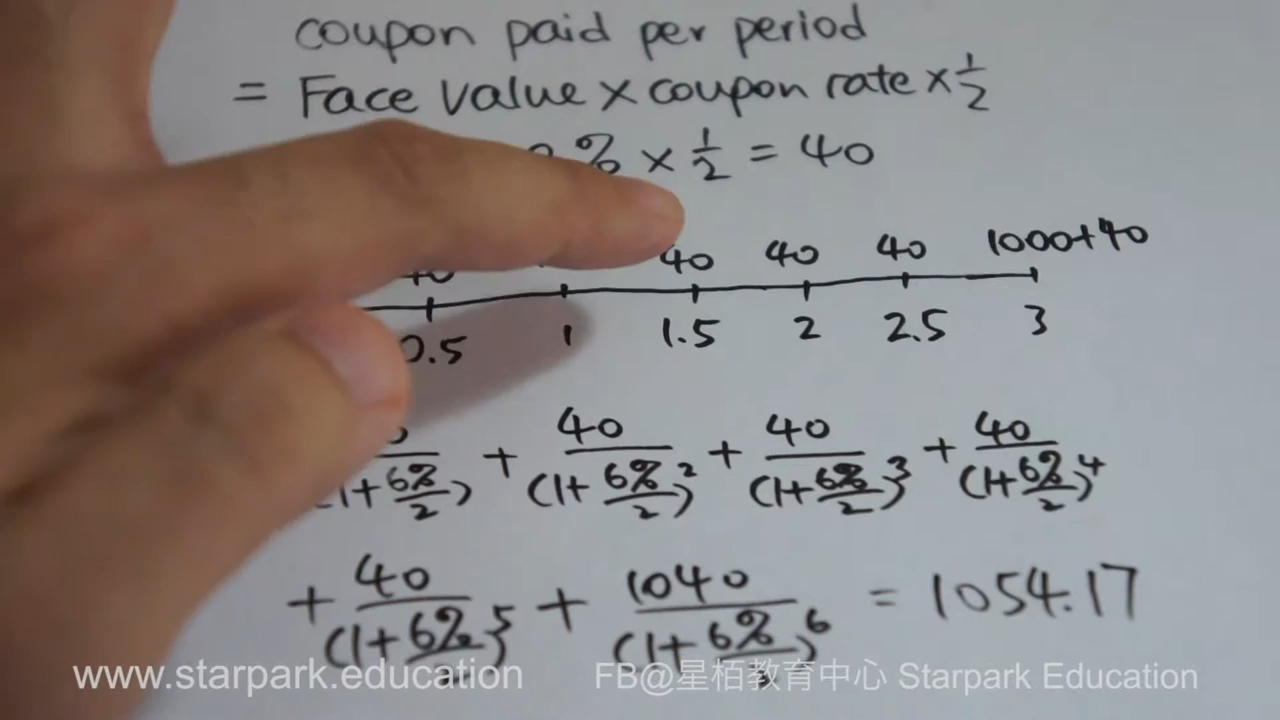 coupon paid per period
= Face value × coupon rate × 1/2
% × 1/2 = 40
40 40 40 1000+40
0.5 1 1.5 2 2.5 3
(1+6%/2) + 40/(1+6%/2)^2 + 40/(1+6%/2)^3 + 40/(1+6%/2)^4
+ 40/(1+6%/2)^5 + 1040/(1+6%/2)^6 = 1054.17
www.starpark.education FB@星栢教育中心 Starpark Education